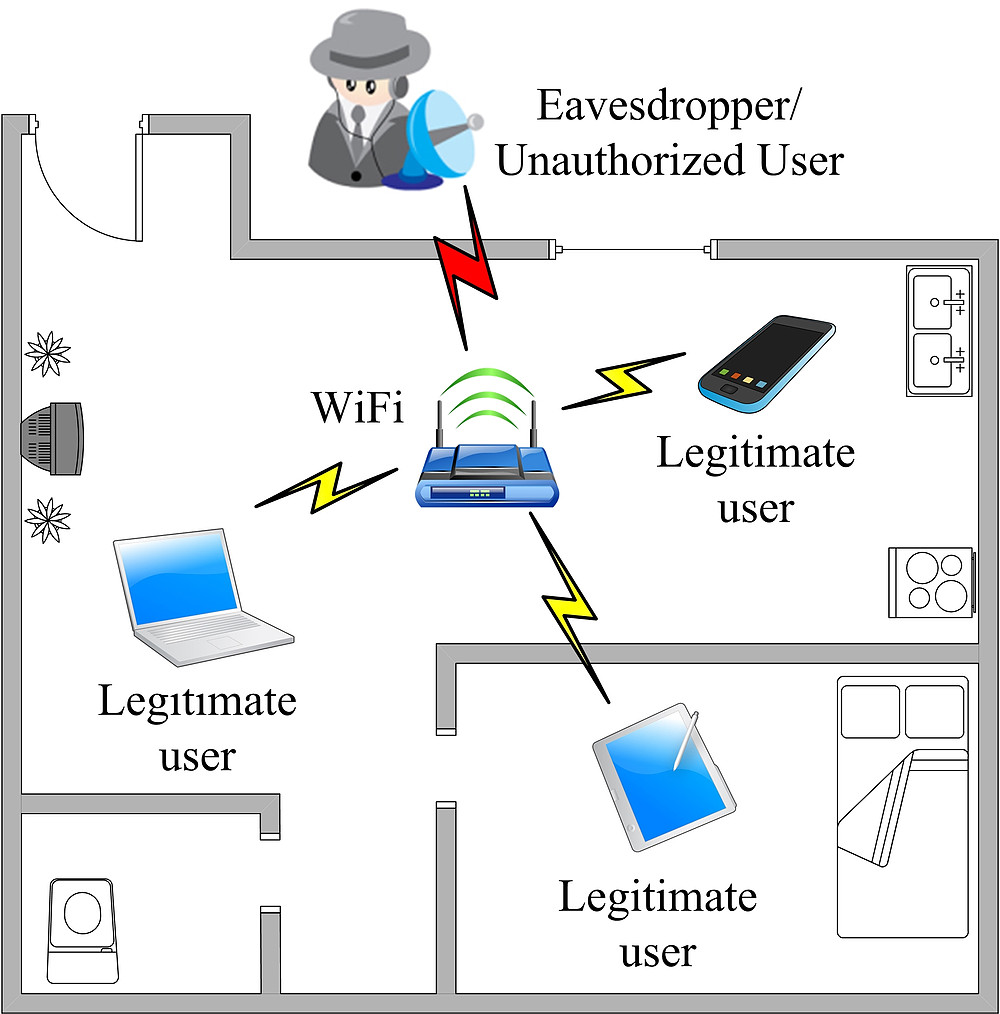 Eavesdropper/
Unauthorized User
WiFi
Legitimate
user
Legitimate
user
Legitimate
user